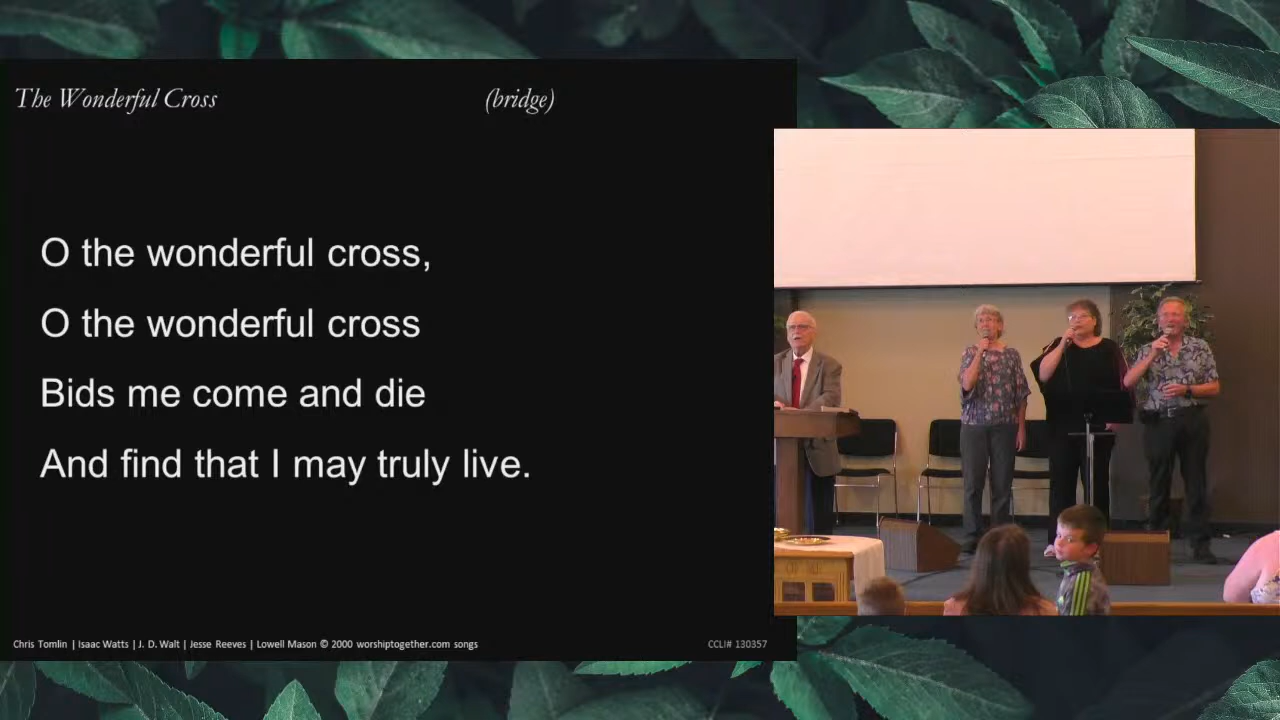 The Wonderful Cross (bridge)
O the wonderful cross,
O the wonderful cross
Bids me come and die
And find that I may truly live.
Chris Tomlin | Isaac Watts | J. D. Walt | Jesse Reeves | Lowell Mason © 2000 worshiptogether.com songs CCLI# 130357